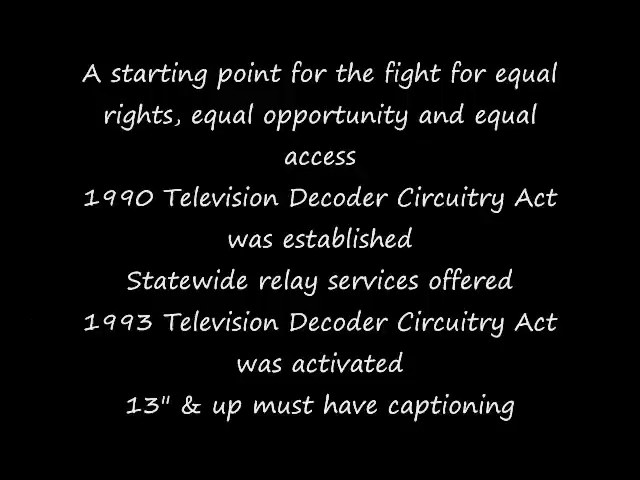 A starting point for the fight for equal
rights, equal opportunity and equal
access
1990 Television Decoder Circuitry Act
was established
Statewide relay services offered
1993 Television Decoder Circuitry Act
was activated
13" & up must have captioning